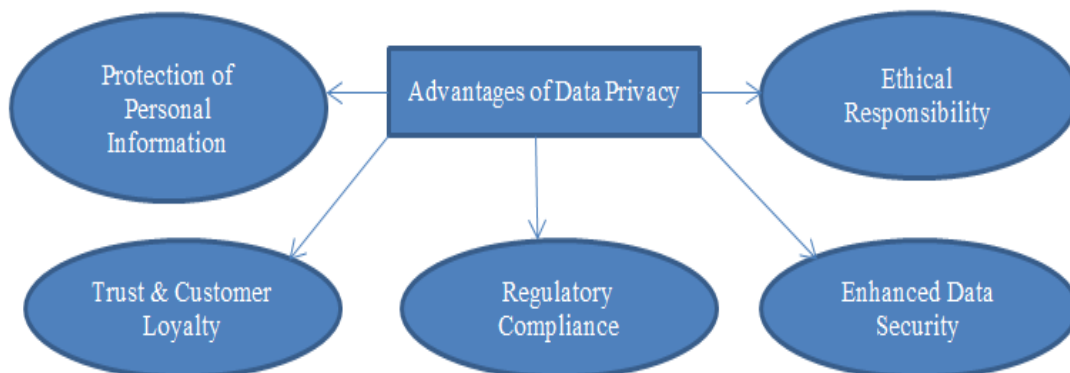 Protection of
Personal
Information
Advantages of Data Privacy
Ethical
Responsibility
Trust & Customer
Loyalty
Regulatory
Compliance
Enhanced Data
Security